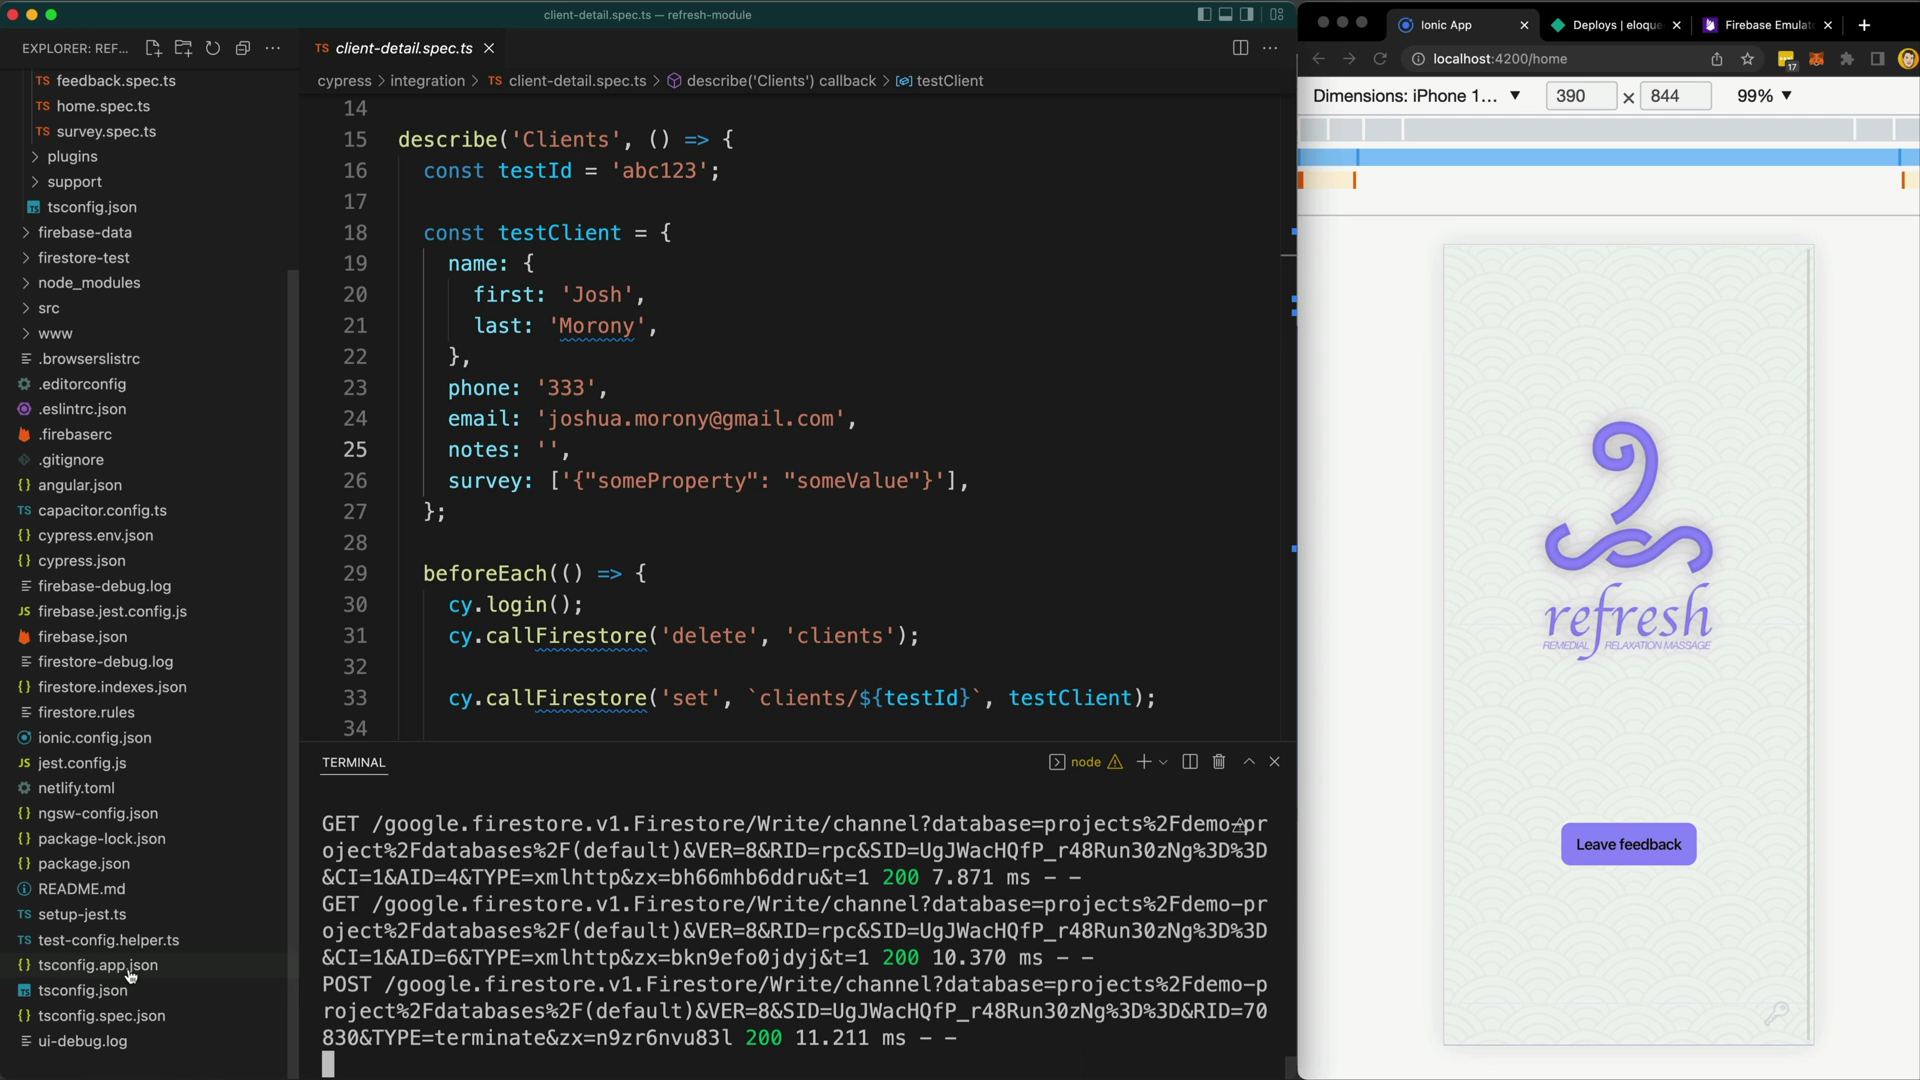 client-detail.spec.ts — refresh-module
EXPLORER: REF...
feedback.spec.ts
home.spec.ts
survey.spec.ts
plugins
support
tsconfig.json
firebase-data
firestore-test
node_modules
src
www
.browserslistrc
.editorconfig
.eslintrc.json
.firebaserc
.gitignore
angular.json
capacitor.config.ts
cypress.env.json
cypress.json
firebase-debug.log
firebase.jest.config.js
firebase.json
firestore-debug.log
firestore.indexes.json
firestore.rules
ionic.config.json
jest.config.js
netlify.toml
ngsw-config.json
package-lock.json
package.json
README.md
setup-jest.ts
test-config.helper.ts
tsconfig.app.json
tsconfig.json
tsconfig.spec.json
ui-debug.log
TS client-detail.spec.ts
cypress > integration > TS client-detail.spec.ts > describe('Clients') callback > testClient
14
15 describe('Clients', () => {
16 const testId = 'abc123';
17
18 const testClient = {
19 name: {
20 first: 'Josh',
21 last: 'Morony',
22 },
23 phone: '333',
24 email: 'joshua.morony@gmail.com',
25 notes: '',
26 survey: ['{"someProperty": "someValue"}'],
27 };
28
29 beforeEach(() => {
30 cy.login();
31 cy.callFirestore('delete', 'clients');
32
33 cy.callFirestore('set', `clients/${testId}`, testClient);
34
TERMINAL
node
GET /google.firestore.v1.Firestore/Write/channel?database=projects%2Fdemo-pr
oject%2Fdatabases%2F(default)&VER=8&RID=rpc&SID=UgJWacHQfP_r48Run30zNg%3D%3D
&CI=1&AID=4&TYPE=xmlhttp&zx=bh66mhb6ddru&t=1 200 7.871 ms - -
GET /google.firestore.v1.Firestore/Write/channel?database=projects%2Fdemo-pr
oject%2Fdatabases%2F(default)&VER=8&RID=rpc&SID=UgJWacHQfP_r48Run30zNg%3D%3D
&CI=1&AID=6&TYPE=xmlhttp&zx=bkn9efo0jdyj&t=1 200 10.370 ms - -
POST /google.firestore.v1.Firestore/Write/channel?database=projects%2Fdemo-p
roject%2Fdatabases%2F(default)&VER=8&SID=UgJWacHQfP_r48Run30zNg%3D%3D&RID=70
830&TYPE=terminate&zx=n9zr6nvu83l 200 11.211 ms - -
Ionic App
Deploys | eloque
Firebase Emulat
localhost:4200/home
17
Dimensions: iPhone 1... 390 × 844 99%
refresh
REMEDIAL RELAXATION MASSAGE
Leave feedback